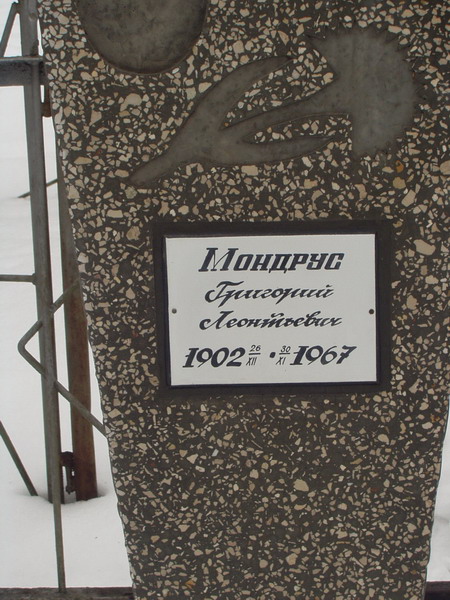 Мондрус
Григорий
Леонтьевич
1902 26/XII • 30/XI 1967